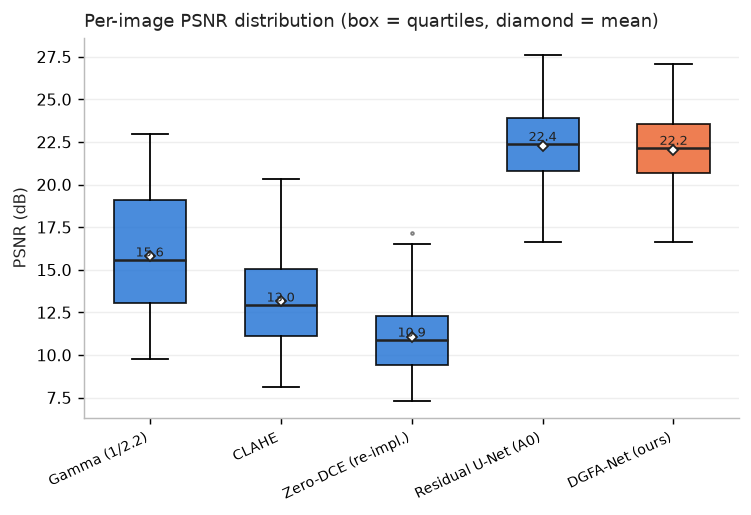 Per-image PSNR distribution (box = quartiles, diamond = mean)
PSNR (dB)
27.5
25.0
22.5
20.0
17.5
15.0
12.5
10.0
7.5
15.6
10.9
22.4
22.2
Gamma (1/2.2)
CLAHE
Zero-DCE (re-impl.)
Residual U-Net (A0)
DGFA-Net (ours)